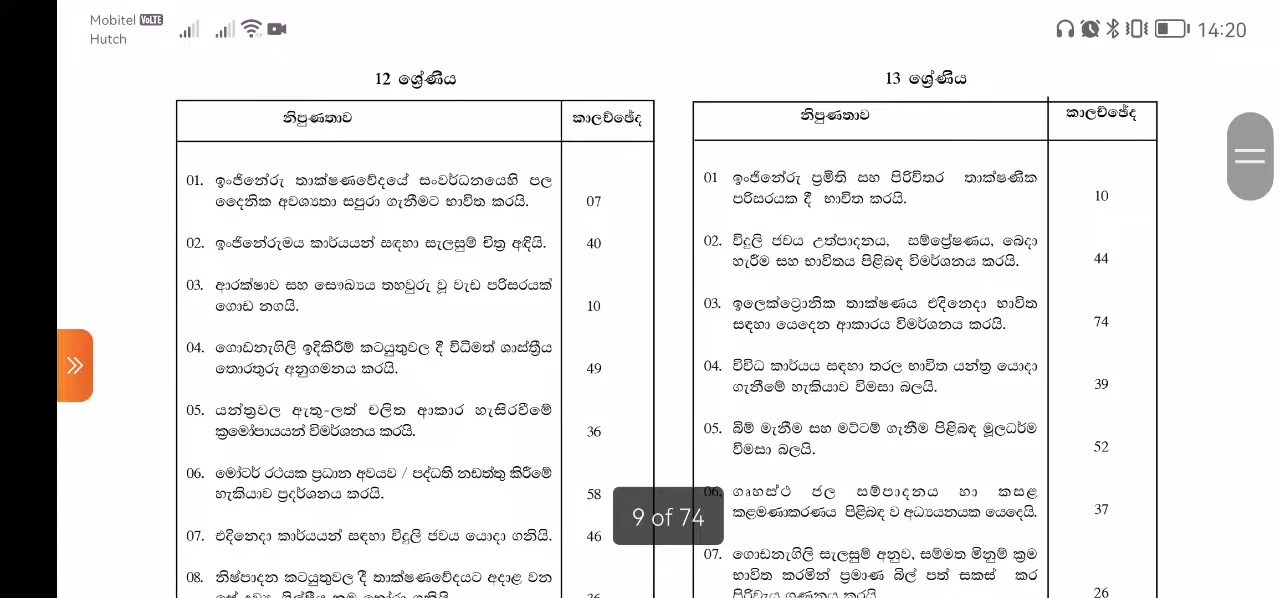 Mobitel VoLTE
Hutch
14:20
12 ශ්‍රේණිය
නිපුණතාව
කාලච්ඡේද
01. ඉංජිනේරු තාක්ෂණවේදයේ සංවර්ධනයෙහි පල
දෛනික අවශ්‍යතා සපුරා ගැනීමට භාවිත කරයි.
07
02. ඉංජිනේරුමය කාර්යයන් සඳහා සැලසුම් චිත්‍ර අඳියි.
40
03. ආරක්ෂාව සහ සෞඛ්‍යය තහවුරු වූ වැඩ පරිසරයක්
ගොඩ නගයි.
10
04. ගොඩනැගිලි ඉදිකිරීම් කටයුතුවල දී විධිමත් ශාස්ත්‍රීය
තොරතුරු අනුගමනය කරයි.
49
05. යන්ත්‍රවල ඇතුළත් චලිත ආකාර හැසිරවීමේ
ක්‍රමෝපායයන් විමර්ශනය කරයි.
36
06. මෝටර් රථයක ප්‍රධාන අවයව / පද්ධති නඩත්තු කිරීමේ
හැකියාව ප්‍රදර්ශනය කරයි.
58
07. එදිනෙදා කාර්යයන් සඳහා විදුලි ජවය යොදා ගනියි.
46
08. නිෂ්පාදන කටයුතුවල දී තාක්ෂණවේදයට අදාළ වන
13 ශ්‍රේණිය
නිපුණතාව
කාලච්ඡේද
01 ඉංජිනේරු ප්‍රමිති සහ පිරිවිතර තාක්ෂණික
පරිසරයක දී භාවිත කරයි.
10
02. විදුලි ජවය උත්පාදනය, සම්ප්‍රේෂණය, බෙදා
හැරීම සහ භාවිතය පිළිබඳ විමර්ශනය කරයි.
44
03. ඉලෙක්ට්‍රොනික තාක්ෂණය එදිනෙදා භාවිත
සඳහා යෙදෙන ආකාරය විමර්ශනය කරයි.
74
04. විවිධ කාර්යය සඳහා තරල භාවිත යන්ත්‍ර යොදා
ගැනීමේ හැකියාව විමසා බලයි.
39
05. බිම් මැනීම සහ මට්ටම් ගැනීම පිළිබඳ මූලධර්ම
විමසා බලයි.
52
06. ගෘහස්ථ ජල සම්පාදනය හා කසළ
කළමණාකරණය පිළිබඳ ව අධ්‍යයනයක යෙදෙයි.
37
07. ගොඩනැගිලි සැලසුම් අනුව, සම්මත මිනුම් ක්‍රම
භාවිත කරමින් ප්‍රමාණ බිල් පත් සකස් කර
26
9 of 74